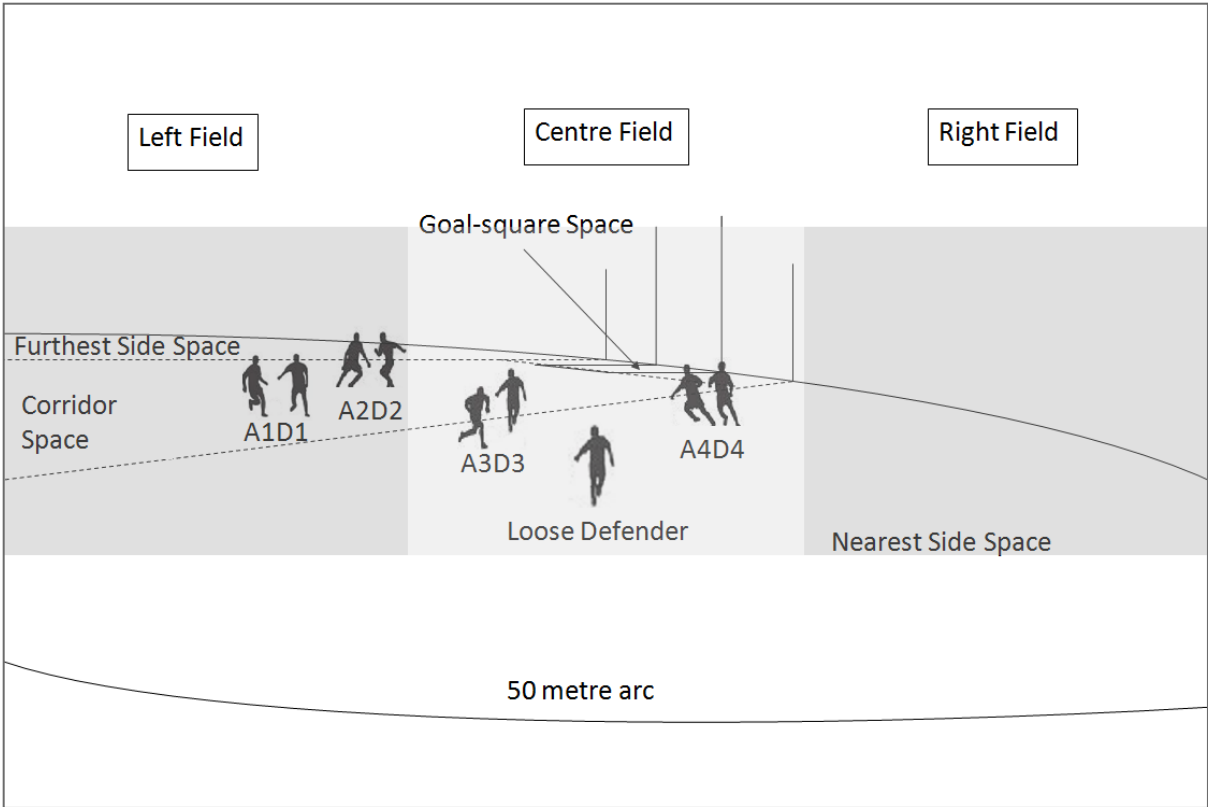 Left Field
Centre Field
Right Field
Goal-square Space
Furthest Side Space
Corridor
Space
A1D1
A2D2
A3D3
A4D4
Loose Defender
Nearest Side Space
50 metre arc